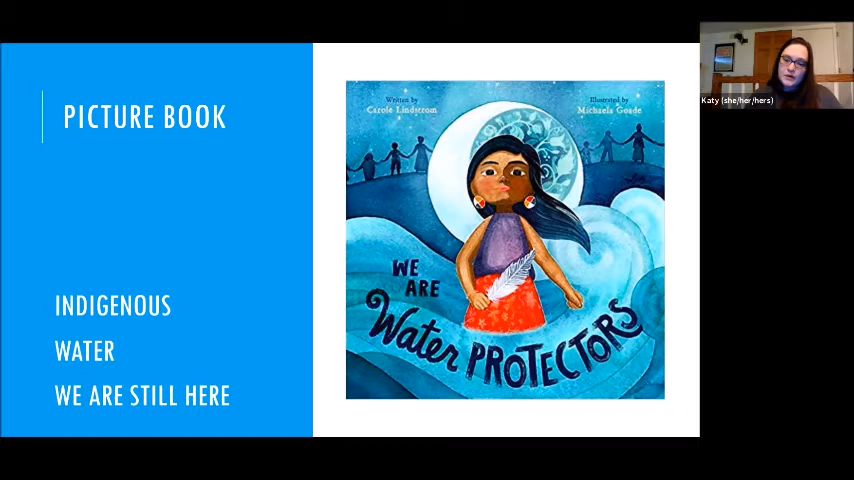 PICTURE BOOK
INDIGENOUS
WATER
WE ARE STILL HERE
Written by
Carole Lindstrom
Illustrated by
Michaela Goade
WE
ARE
Water PROTECTORS
Katy (she/her/hers)